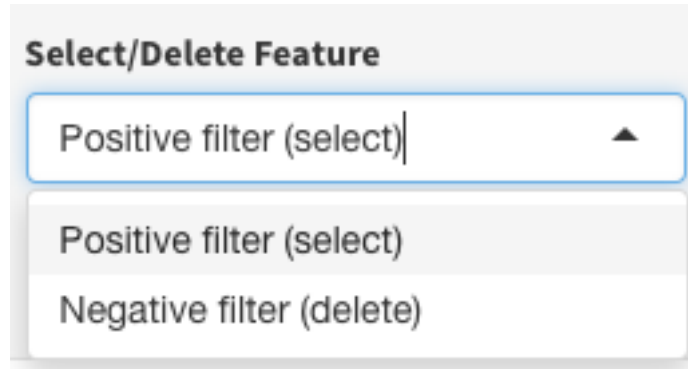 Select/Delete Feature
Positive filter (select)
Positive filter (select)
Negative filter (delete)